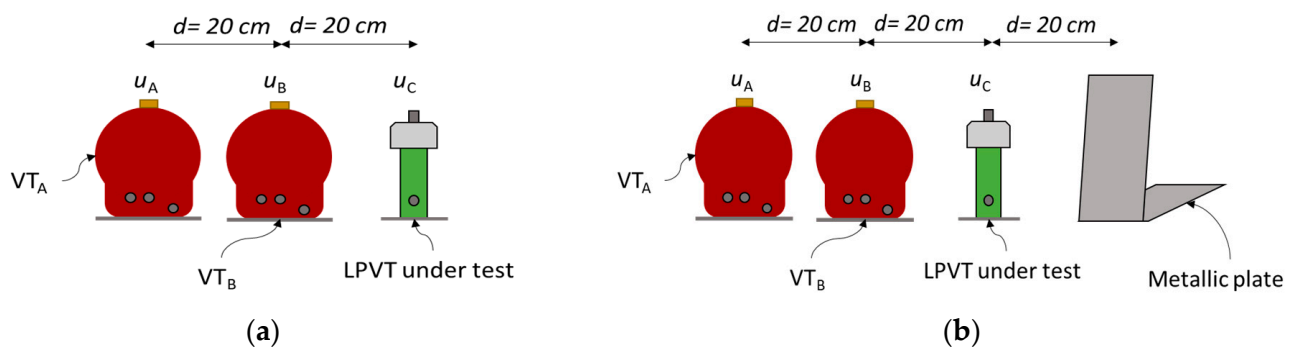 d= 20 cm d= 20 cm
uA uB uC
VTA
VTB
LPVT under test
(a)
d= 20 cm d= 20 cm d= 20 cm
uA uB uC
VTA
VTB
LPVT under test
Metallic plate
(b)